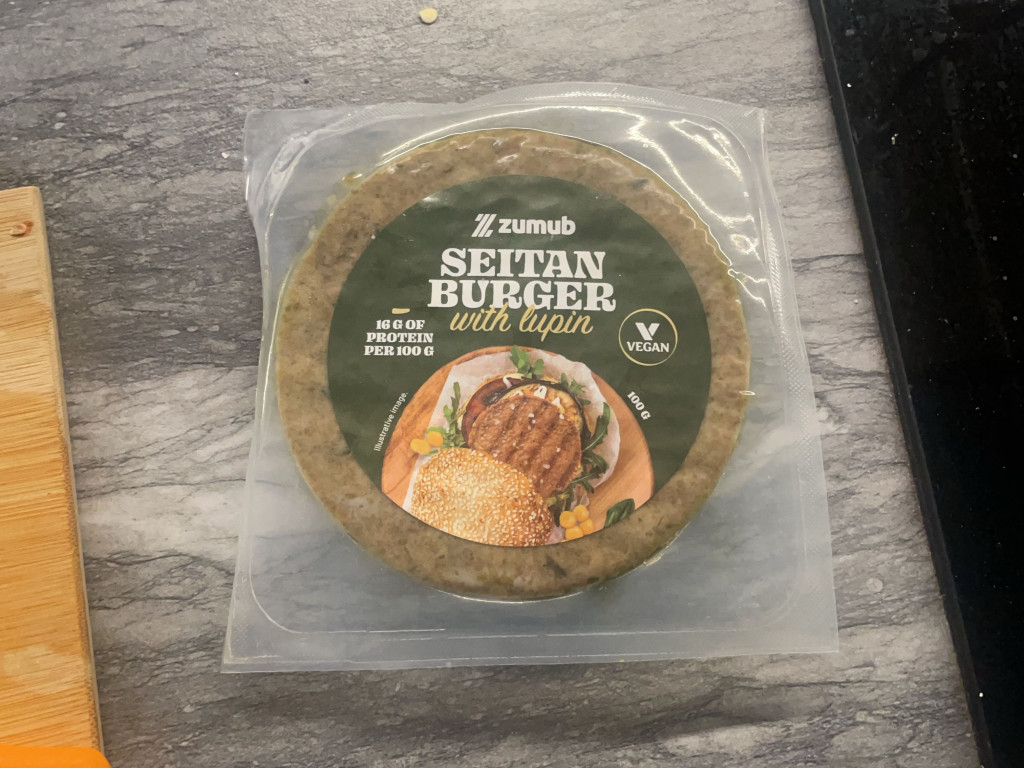 zumub
SEITAN
BURGER
with lupin
16 G OF
PROTEIN
PER 100 G
V
VEGAN
Illustrative image.
100 G